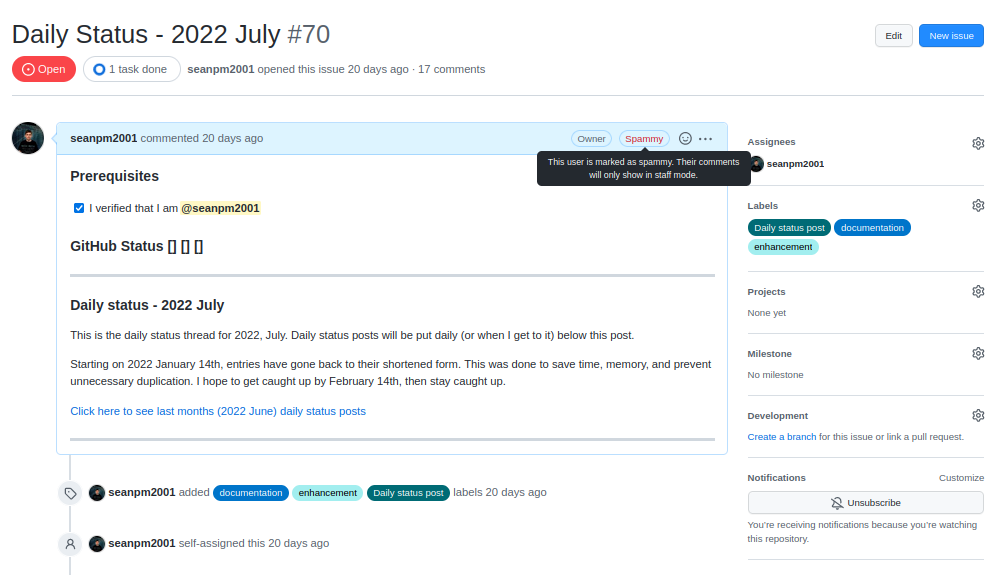 Daily Status - 2022 July #70
Edit
New issue
Open
1 task done
seanpm2001 opened this issue 20 days ago · 17 comments
seanpm2001 commented 20 days ago
Owner
Spammy
This user is marked as spammy. Their comments
will only show in staff mode.
Prerequisites
I verified that I am @seanpm2001
GitHub Status [] [] []
Daily status - 2022 July
This is the daily status thread for 2022, July. Daily status posts will be put daily (or when I get to it) below this post.
Starting on 2022 January 14th, entries have gone back to their shortened form. This was done to save time, memory, and prevent
unnecessary duplication. I hope to get caught up by February 14th, then stay caught up.
Click here to see last months (2022 June) daily status posts
seanpm2001 added documentation enhancement Daily status post labels 20 days ago
seanpm2001 self-assigned this 20 days ago
Assignees
seanpm2001
Labels
Daily status post documentation
enhancement
Projects
None yet
Milestone
No milestone
Development
Create a branch for this issue or link a pull request.
Notifications
Customize
Unsubscribe
You're receiving notifications because you're watching
this repository.